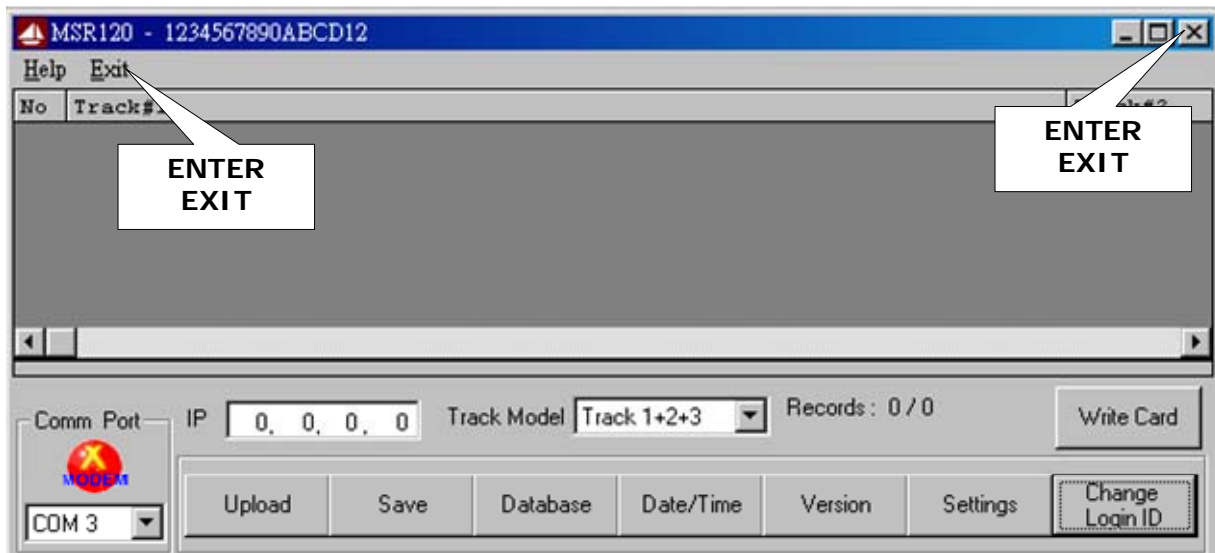 MSR120 - 1234567890ABCD12
Help Exit
No Track#1
ENTER
EXIT
ENTER
EXIT
Comm Port
IP 0. 0. 0. 0
Track Model Track 1+2+3
Records : 0 / 0
Write Card
X
MODEM
COM 3
Upload Save Database Date/Time Version Settings Change
Login ID